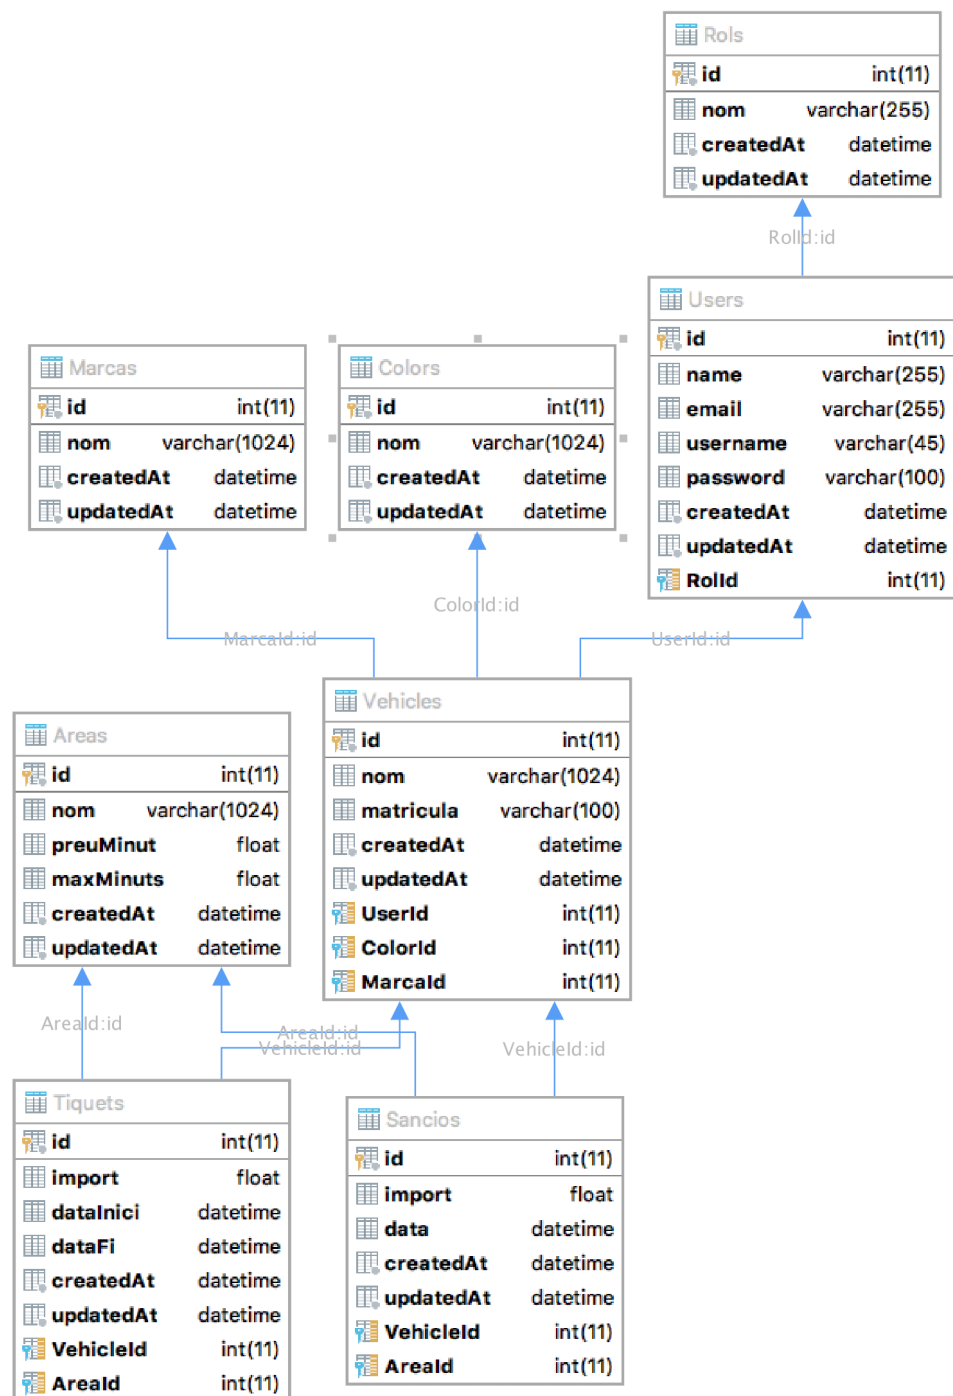 Rols
id int(11)
nom varchar(255)
createdAt datetime
updatedAt datetime
RolId:id
Users
id int(11)
name varchar(255)
email varchar(255)
username varchar(45)
password varchar(100)
createdAt datetime
updatedAt datetime
RolId int(11)
Marcas
id int(11)
nom varchar(1024)
createdAt datetime
updatedAt datetime
Colors
id int(11)
nom varchar(1024)
createdAt datetime
updatedAt datetime
MarcaId:id
ColorId:id
UserId:id
Vehicles
id int(11)
nom varchar(1024)
matricula varchar(100)
createdAt datetime
updatedAt datetime
UserId int(11)
ColorId int(11)
MarcaId int(11)
Areas
id int(11)
nom varchar(1024)
preuMinut float
maxMinuts float
createdAt datetime
updatedAt datetime
AreaId:id
AreaId:id
VehicleId:id
VehicleId:id
Tiquets
id int(11)
import float
dataInici datetime
dataFi datetime
createdAt datetime
updatedAt datetime
VehicleId int(11)
AreaId int(11)
Sancios
id int(11)
import float
data datetime
createdAt datetime
updatedAt datetime
VehicleId int(11)
AreaId int(11)